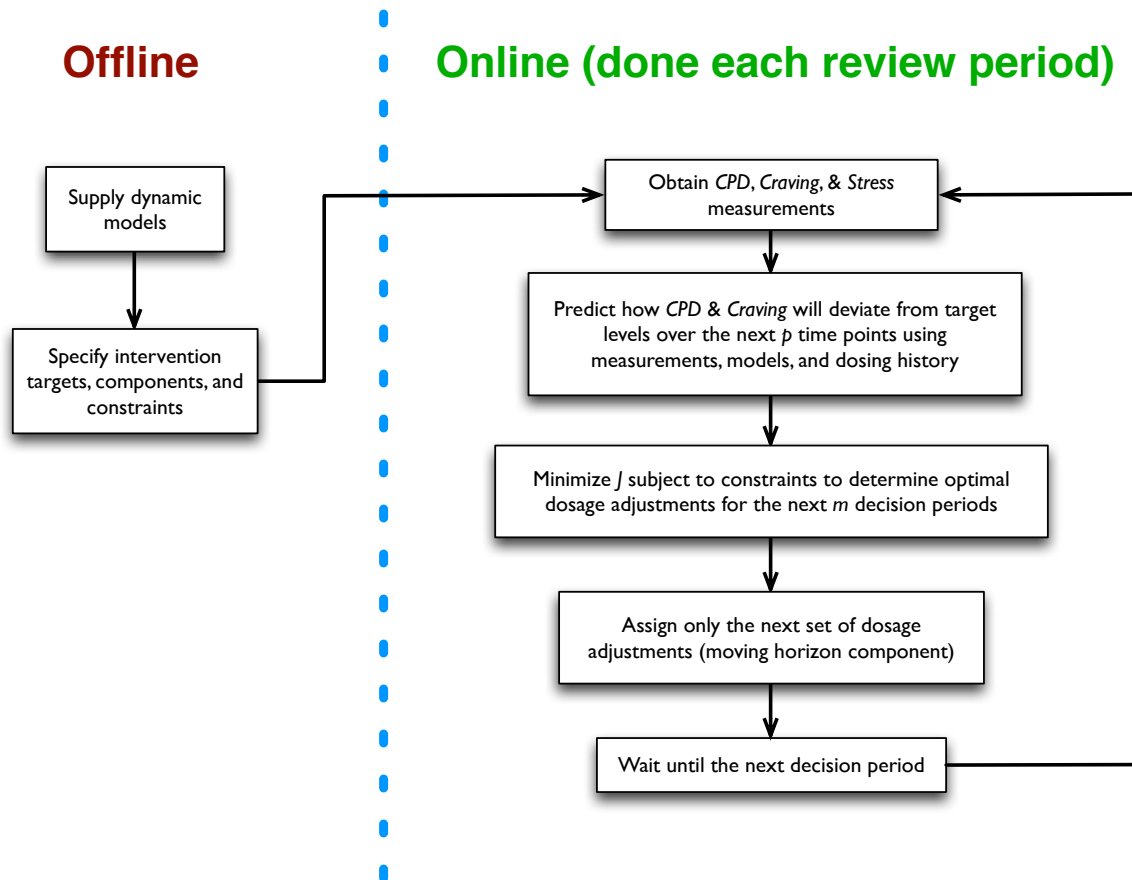 Offline
Supply dynamic
models
Specify intervention
targets, components, and
constraints
Online (done each review period)
Obtain CPD, Craving, & Stress
measurements
Predict how CPD & Craving will deviate from target
levels over the next p time points using
measurements, models, and dosing history
Minimize J subject to constraints to determine optimal
dosage adjustments for the next m decision periods
Assign only the next set of dosage
adjustments (moving horizon component)
Wait until the next decision period